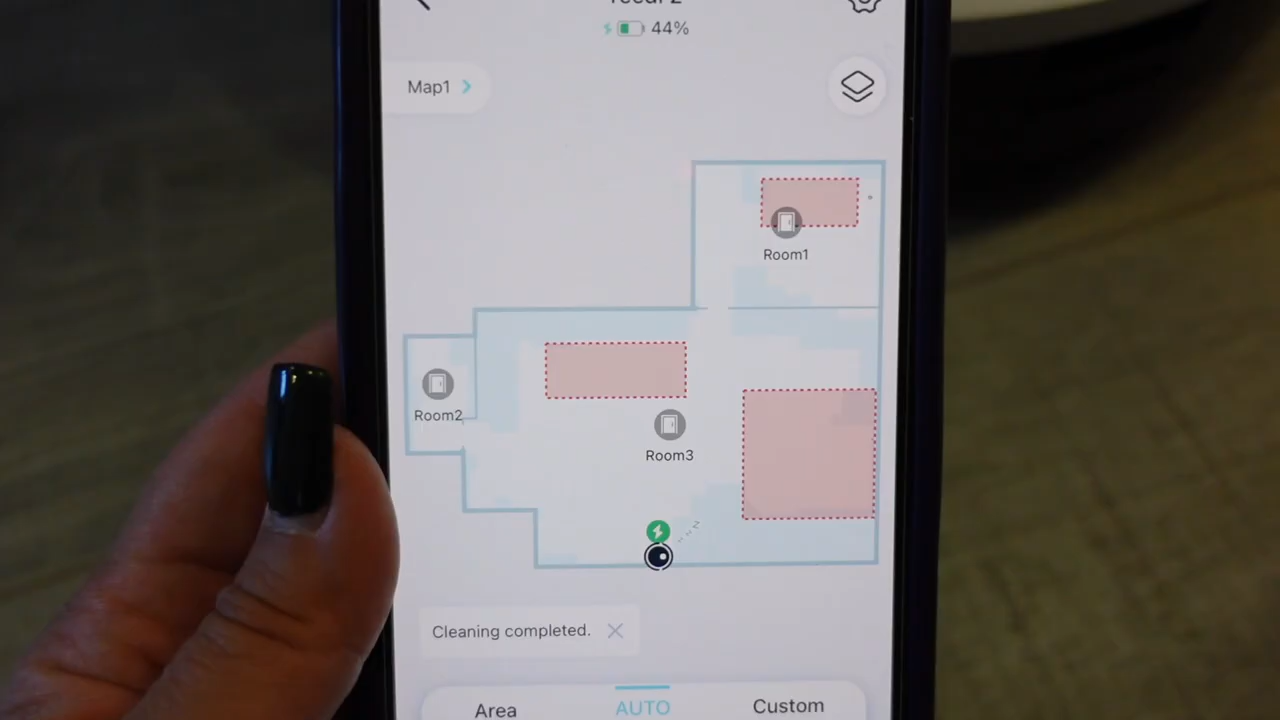 44%
Map1
Room1
Room2
Room3
z z z
Cleaning completed.
Area
AUTO
Custom